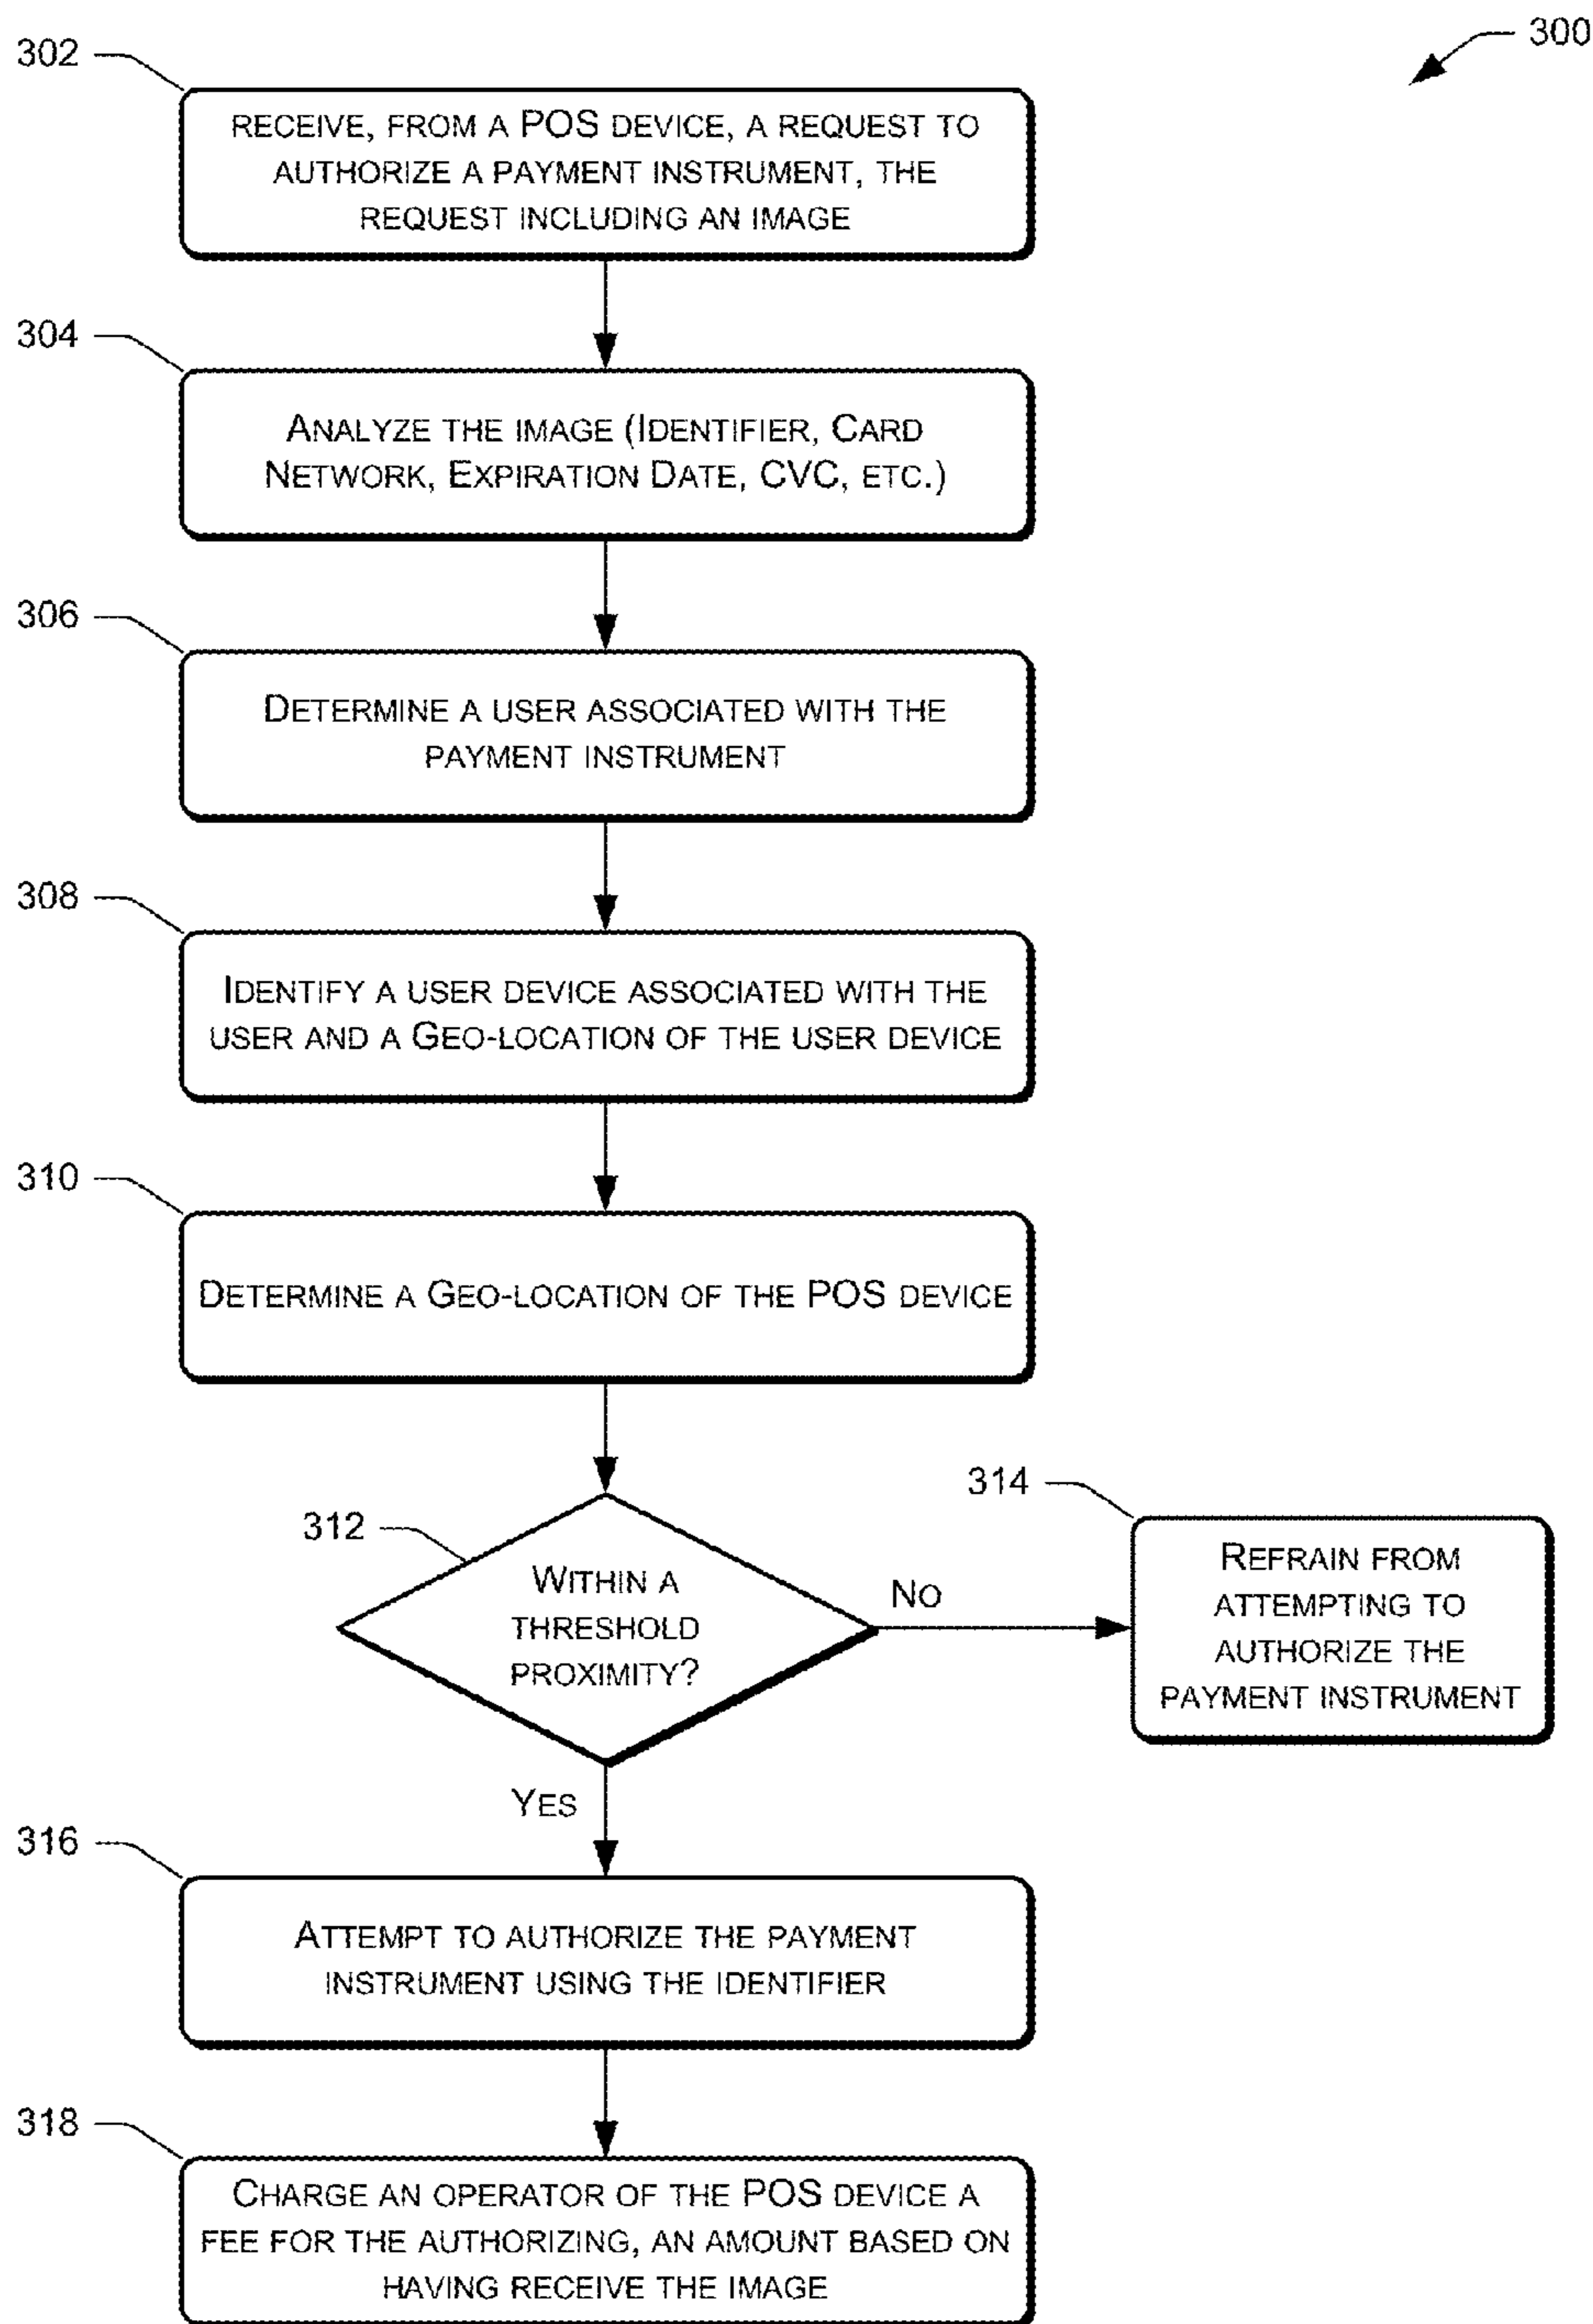 300
302
RECEIVE, FROM A POS DEVICE, A REQUEST TO
AUTHORIZE A PAYMENT INSTRUMENT, THE
REQUEST INCLUDING AN IMAGE
304
ANALYZE THE IMAGE (IDENTIFIER, CARD
NETWORK, EXPIRATION DATE, CVC, ETC.)
306
DETERMINE A USER ASSOCIATED WITH THE
PAYMENT INSTRUMENT
308
IDENTIFY A USER DEVICE ASSOCIATED WITH THE
USER AND A GEO-LOCATION OF THE USER DEVICE
310
DETERMINE A GEO-LOCATION OF THE POS DEVICE
312
WITHIN A
THRESHOLD
PROXIMITY?
NO
314
REFRAIN FROM
ATTEMPTING TO
AUTHORIZE THE
PAYMENT INSTRUMENT
YES
316
ATTEMPT TO AUTHORIZE THE PAYMENT
INSTRUMENT USING THE IDENTIFIER
318
CHARGE AN OPERATOR OF THE POS DEVICE A
FEE FOR THE AUTHORIZING, AN AMOUNT BASED ON
HAVING RECEIVE THE IMAGE